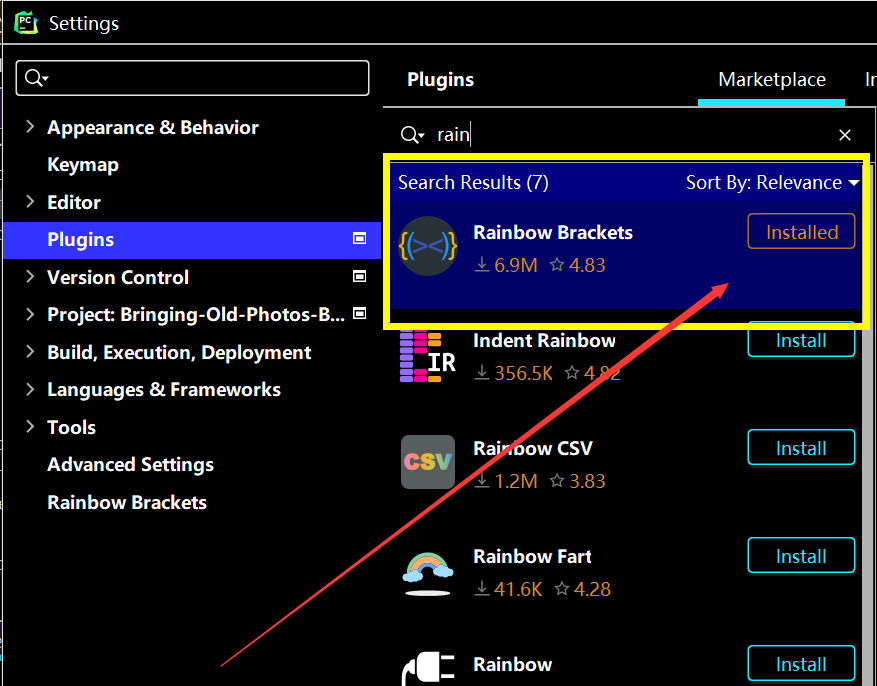 PC
Settings
Plugins
Marketplace
Appearance & Behavior
Keymap
Editor
Plugins
Version Control
Project: Bringing-Old-Photos-B...
Build, Execution, Deployment
Languages & Frameworks
Tools
Advanced Settings
Rainbow Brackets
rain
Search Results (7)
Sort By: Relevance
Rainbow Brackets
Installed
6.9M 4.83
Indent Rainbow
Install
IR
356.5K 4.82
Rainbow CSV
Install
CSV
1.2M 3.83
Rainbow Fart
Install
41.6K 4.28
Rainbow
Install